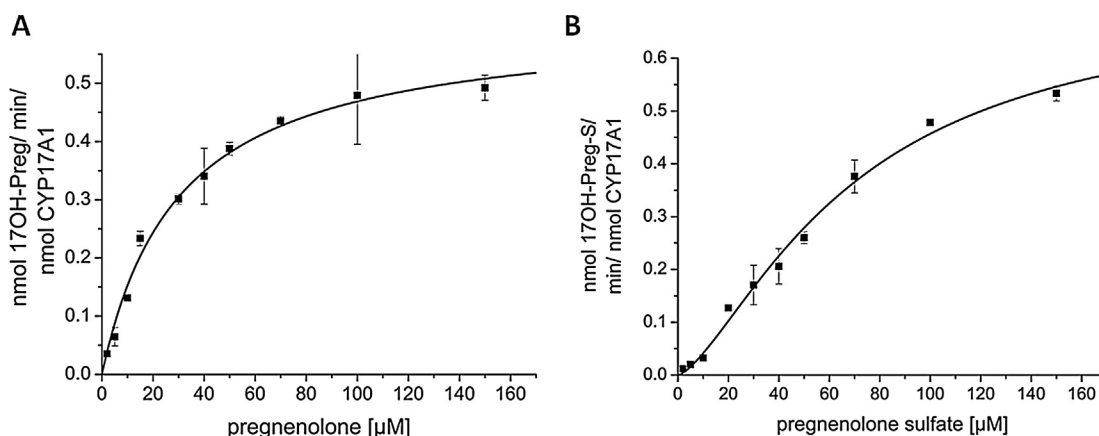 A
nmol 17OH-Preg/ min/
nmol CYP17A1
0.5
0.4
0.3
0.2
0.1
0.0
0 20 40 60 80 100 120 140 160
pregnenolone [µM]
B
nmol 17OH-Preg-S/
min/ nmol CYP17A1
0.6
0.5
0.4
0.3
0.2
0.1
0.0
0 20 40 60 80 100 120 140 160
pregnenolone sulfate [µM]